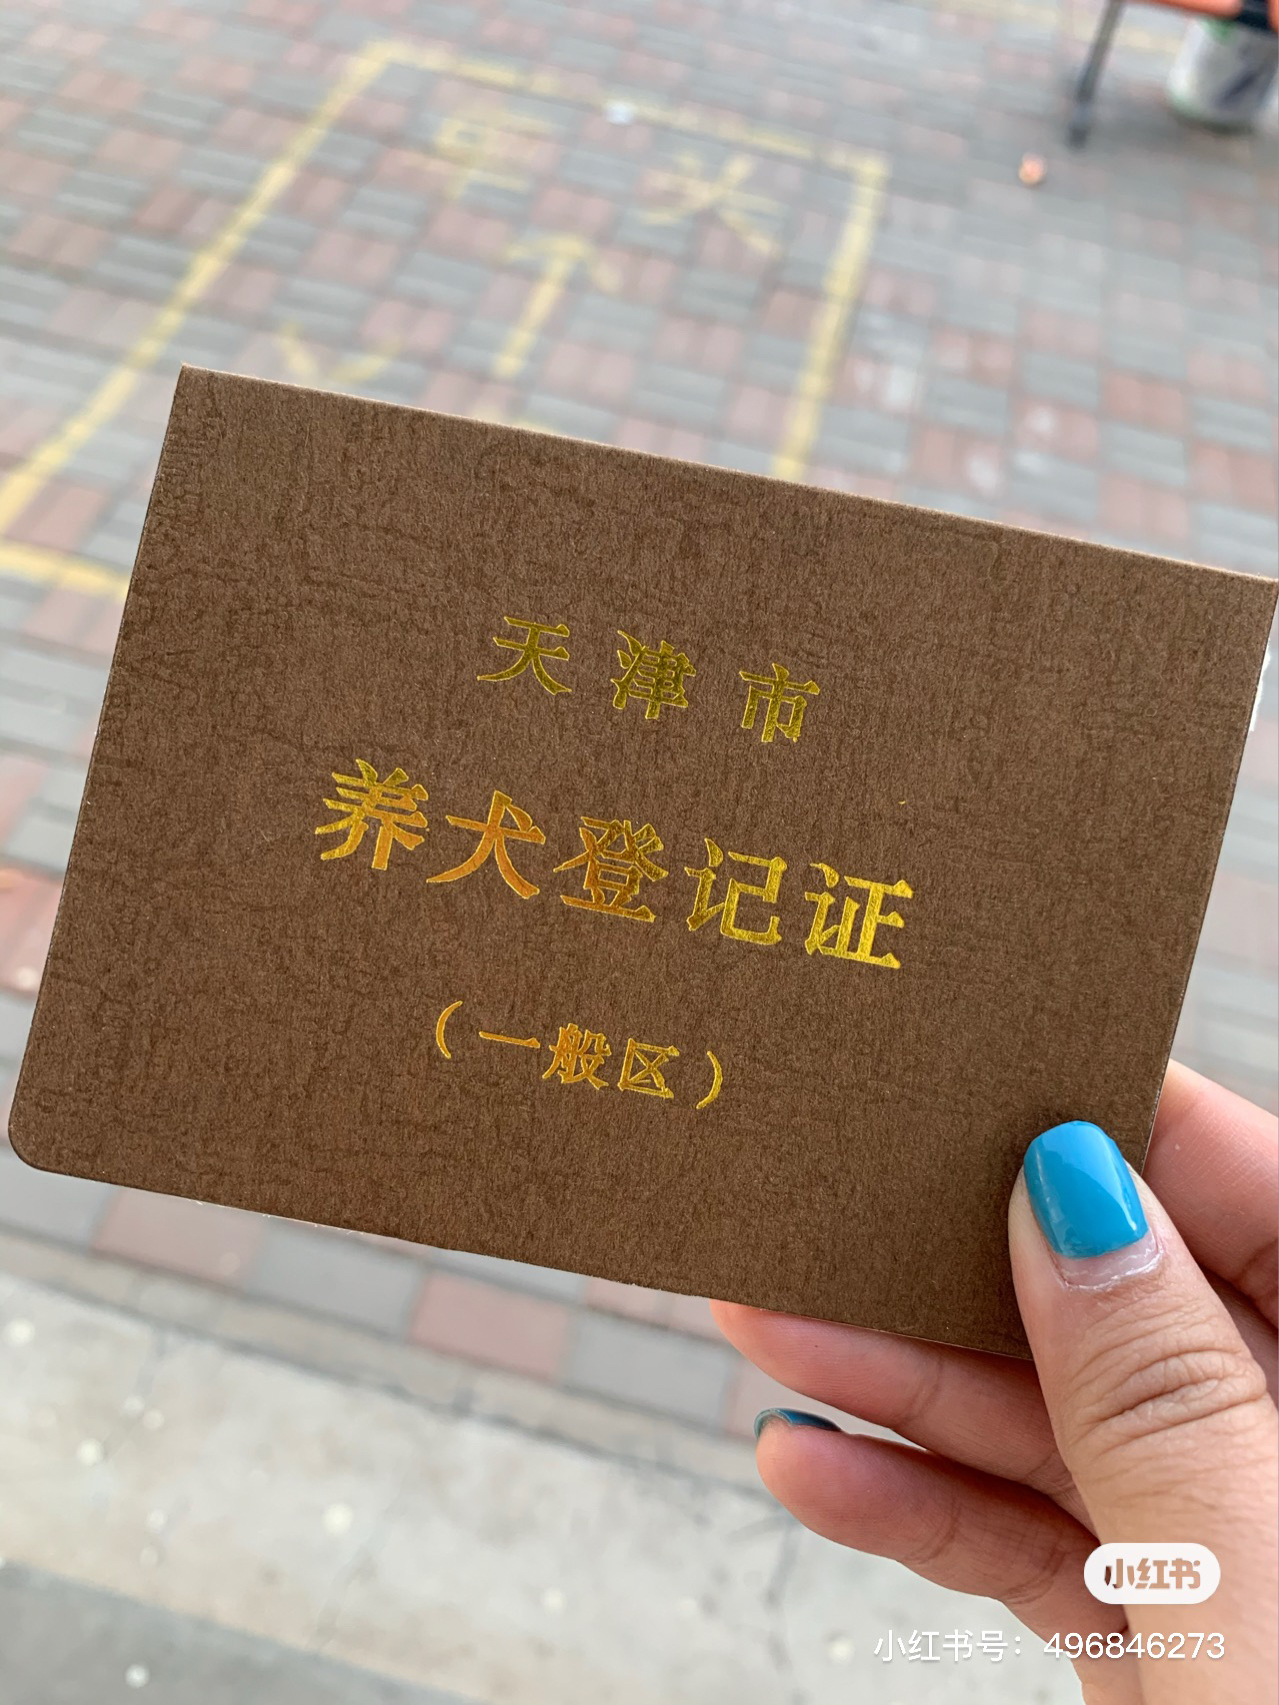 天津市
养犬登记证
（一般区）
小红书
小红书号：496846273